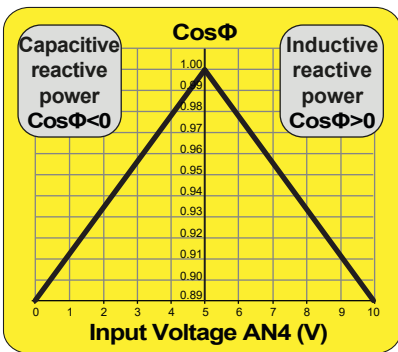 CosΦ
Capacitive
reactive
power
CosΦ<0
Inductive
reactive
power
CosΦ>0
1.00
0.99
0.98
0.97
0.96
0.95
0.94
0.93
0.92
0.91
0.90
0.89
0 1 2 3 4 5 6 7 8 9 10
Input Voltage AN4 (V)